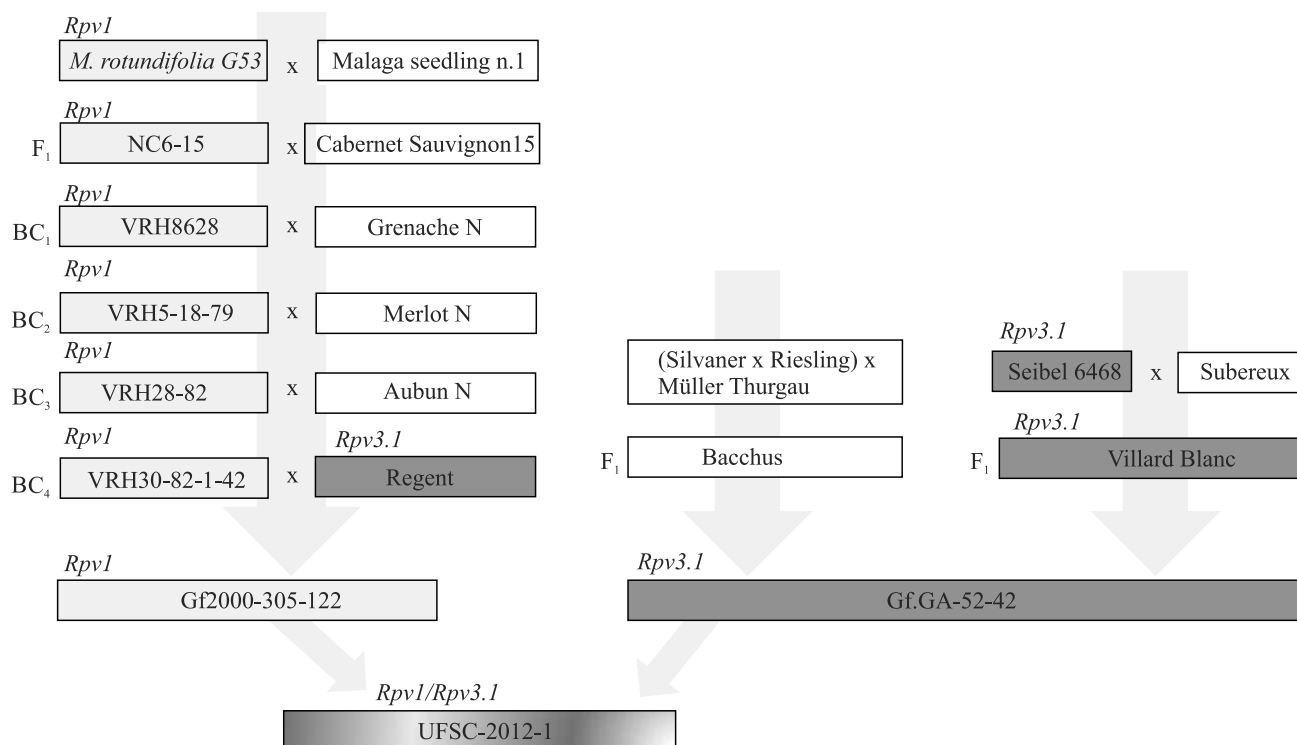 Rpv1
M. rotundifolia G53 x Malaga seedling n.1
Rpv1
F1 NC6-15 x Cabernet Sauvignon15
Rpv1
BC1 VRH8628 x Grenache N
Rpv1
BC2 VRH5-18-79 x Merlot N
Rpv1
BC3 VRH28-82 x Aubun N
Rpv1 Rpv3.1
BC4 VRH30-82-1-42 x Regent
(Silvaner x Riesling) x
Müller Thurgau
F1 Bacchus
Rpv3.1
Seibel 6468 x Subereux
Rpv3.1
F1 Villard Blanc
Rpv1
Gf2000-305-122
Rpv3.1
Gf.GA-52-42
Rpv1/Rpv3.1
UFSC-2012-1